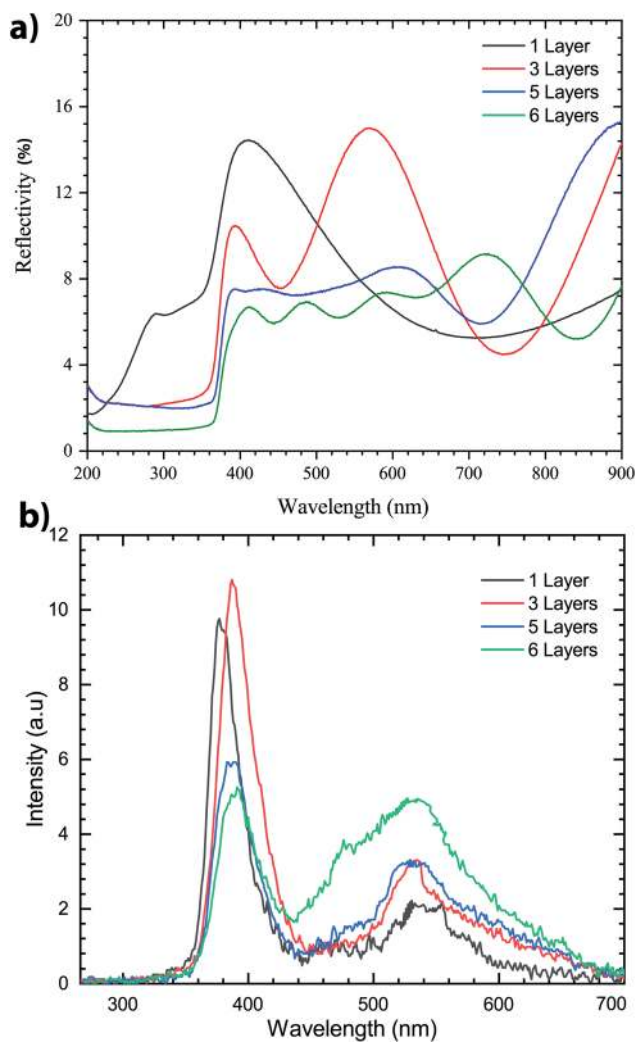 a)
20
16
12
8
4
0
Reflectivity (%)
1 Layer
3 Layers
5 Layers
6 Layers
200 300 400 500 600 700 800 900
Wavelength (nm)
b)
12
10
8
6
4
2
0
Intensity (a.u)
1 Layer
3 Layers
5 Layers
6 Layers
300 400 500 600 700
Wavelength (nm)